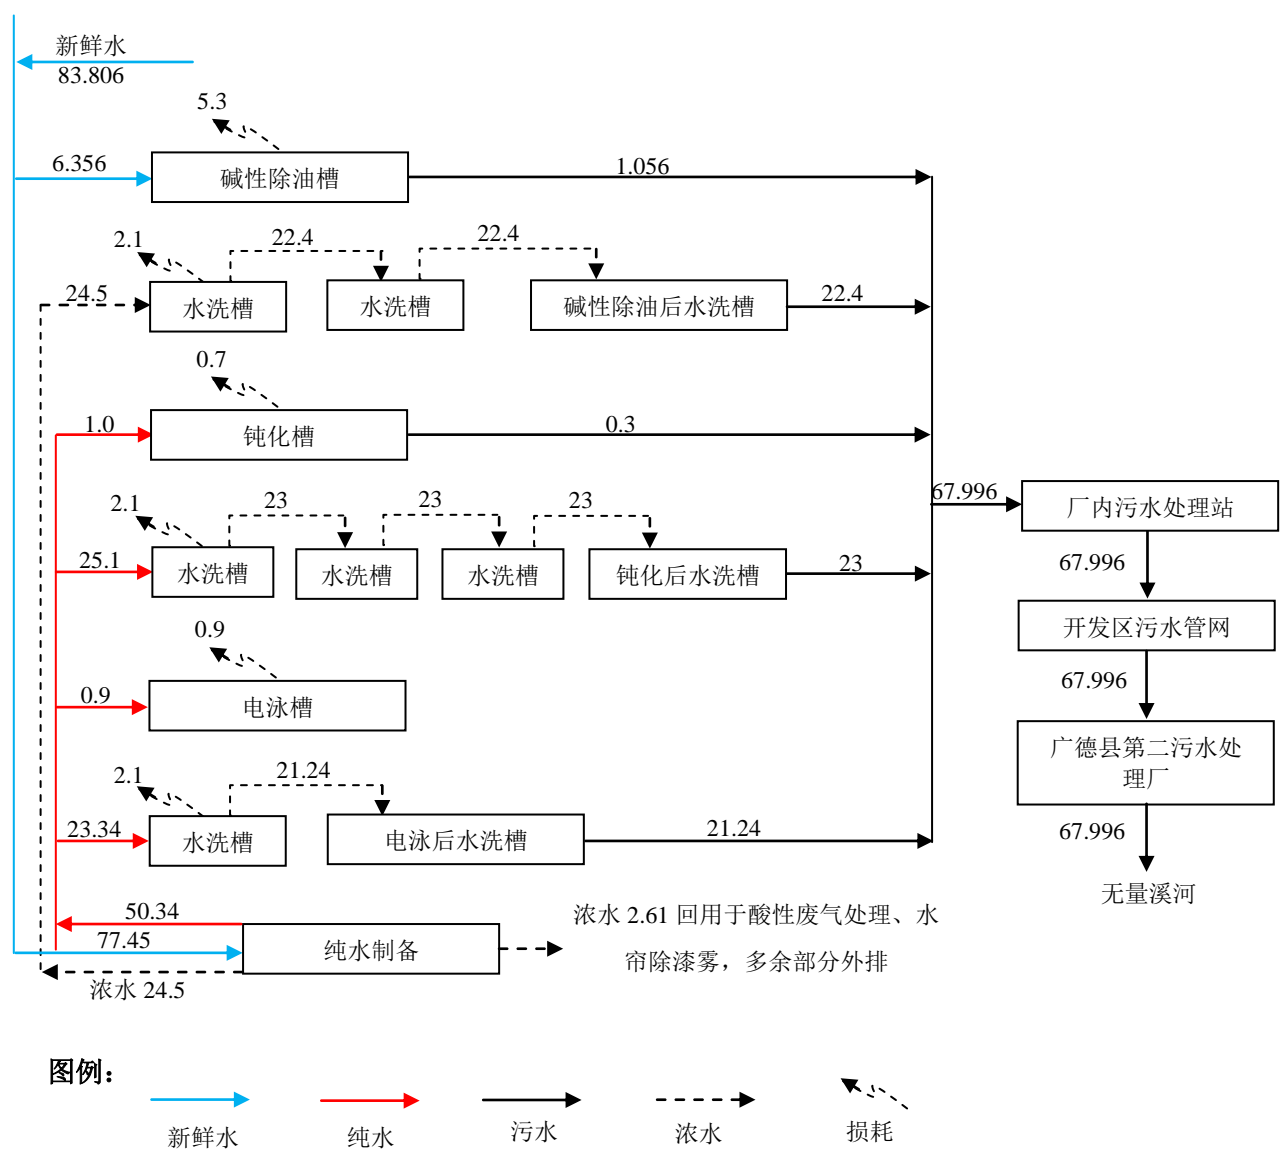 新鲜水
83.806
5.3
6.356
碱性除油槽
1.056
2.1
22.4
22.4
24.5
水洗槽
水洗槽
碱性除油后水洗槽
22.4
0.7
1.0
钝化槽
0.3
2.1
23
23
23
25.1
水洗槽
水洗槽
水洗槽
钝化后水洗槽
23
67.996
厂内污水处理站
67.996
开发区污水管网
67.996
广德县第二污水处
理厂
67.996
无量溪河
0.9
0.9
电泳槽
2.1
21.24
23.34
水洗槽
电泳后水洗槽
21.24
50.34
77.45
纯水制备
浓水 24.5
浓水 2.61 回用于酸性废气处理、水
帘除漆雾，多余部分外排
图例：
新鲜水
纯水
污水
浓水
损耗